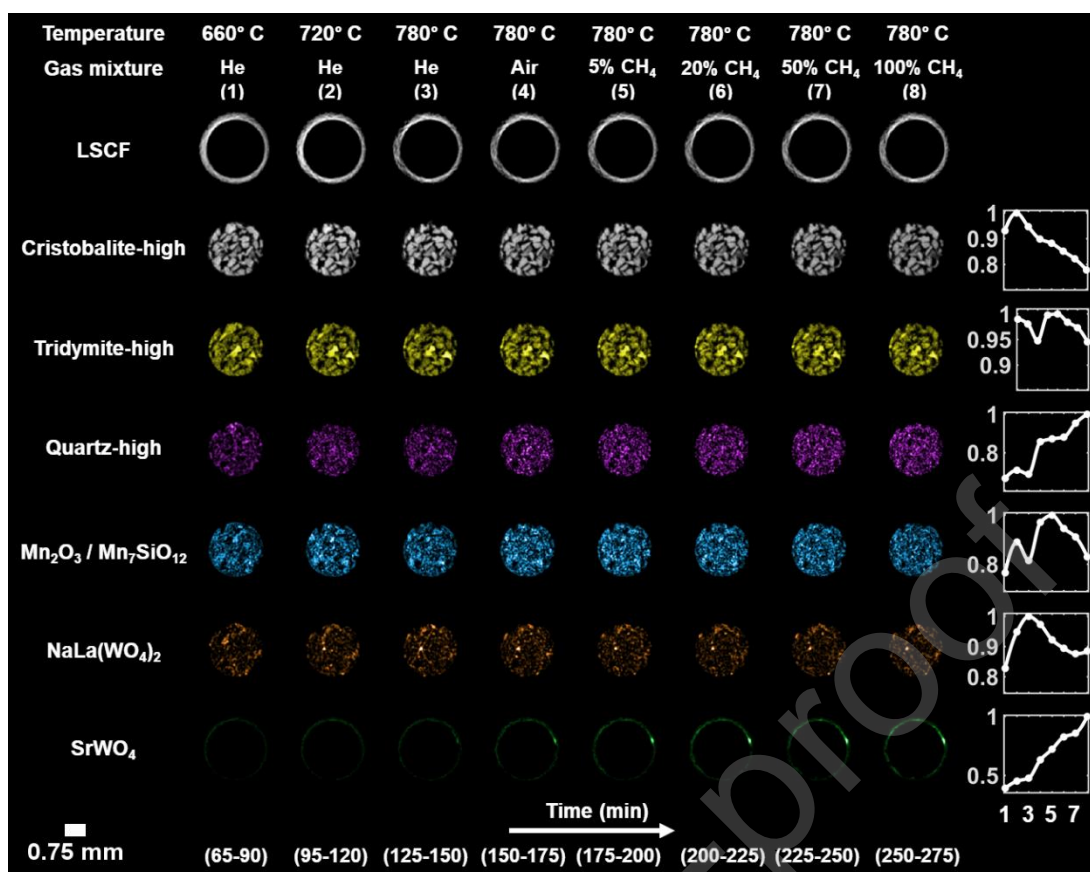 Temperature 660° C 720° C 780° C 780° C 780° C 780° C 780° C 780° C
Gas mixture He He He Air 5% CH₄ 20% CH₄ 50% CH₄ 100% CH₄
(1) (2) (3) (4) (5) (6) (7) (8)
LSCF
1
Cristobalite-high 0.9
0.8
1
Tridymite-high 0.95
0.9
1
Quartz-high 0.8
1
Mn₂O₃ / Mn₇SiO₁₂ 0.8
1
NaLa(WO₄)₂ 0.9
0.8
1
SrWO₄
0.5
Time (min) 1 3 5 7
0.75 mm (65-90) (95-120) (125-150) (150-175) (175-200) (200-225) (225-250) (250-275)